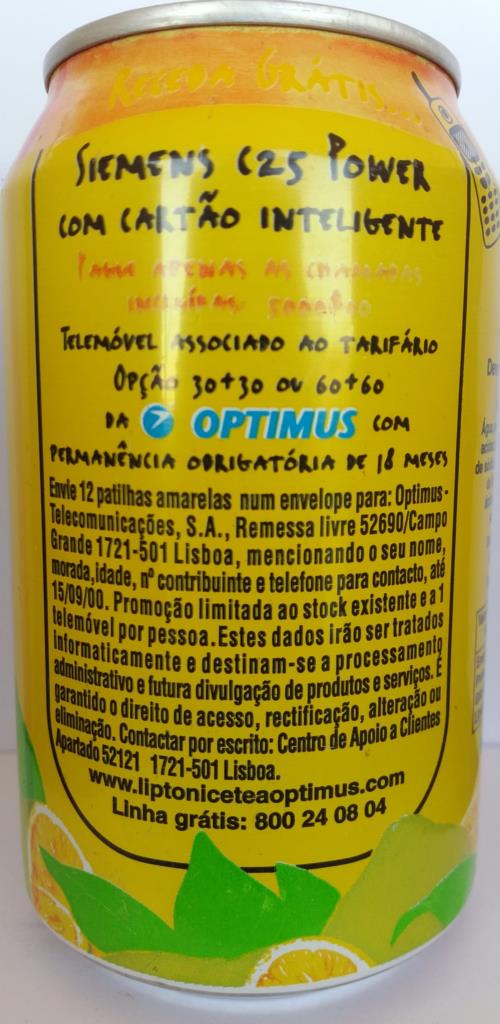 RECEBA GRÁTIS...
SIEMENS C25 POWER
COM CARTÃO INTELIGENTE
PAGUE APENAS AS CHAMADAS
TELEMÓVEL ASSOCIADO AO TARIFÁRIO
OPÇÃO 30+30 OU 60+60
DA OPTIMUS COM
PERMANÊNCIA OBRIGATÓRIA DE 18 MESES
Envie 12 patilhas amarelas num envelope para: Optimus -
Telecomunicações, S.A., Remessa livre 52690/Campo
Grande 1721-501 Lisboa, mencionando o seu nome,
morada,idade, nº contribuinte e telefone para contacto, até
15/09/00. Promoção limitada ao stock existente e a 1
telemóvel por pessoa.Estes dados irão ser tratados
informaticamente e destinam-se a processamento
administrativo e futura divulgação de produtos e serviços. É
garantido o direito de acesso, rectificação, alteração ou
eliminação. Contactar por escrito: Centro de Apoio a Clientes
Apartado 52121 1721-501 Lisboa.
www.liptoniceteaoptimus.com
Linha grátis: 800 24 08 04